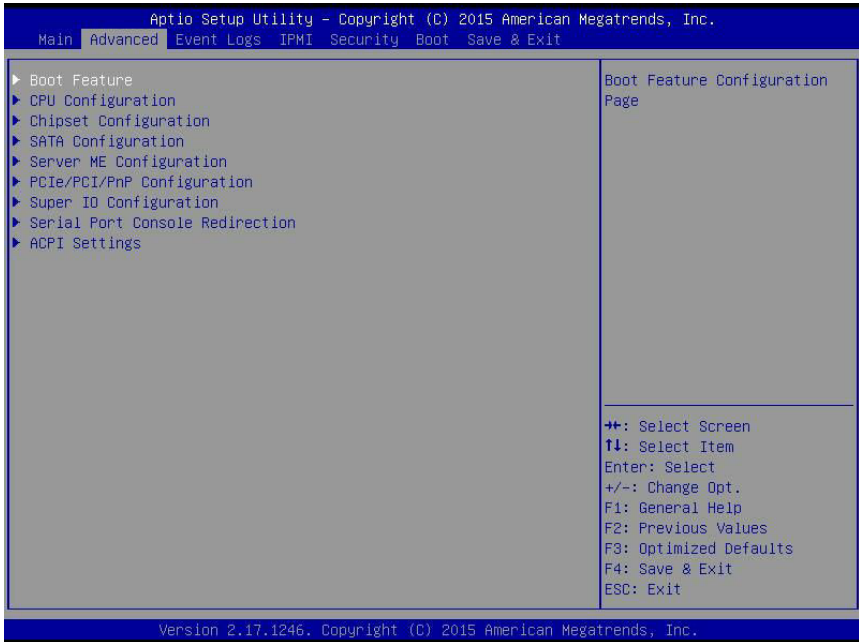 Aptio Setup Utility – Copyright (C) 2015 American Megatrends, Inc.
Main Advanced Event Logs IPMI Security Boot Save & Exit
▶ Boot Feature
▶ CPU Configuration
▶ Chipset Configuration
▶ SATA Configuration
▶ Server ME Configuration
▶ PCIe/PCI/PnP Configuration
▶ Super IO Configuration
▶ Serial Port Console Redirection
▶ ACPI Settings
Boot Feature Configuration
Page
→←: Select Screen
↑↓: Select Item
Enter: Select
+/-: Change Opt.
F1: General Help
F2: Previous Values
F3: Optimized Defaults
F4: Save & Exit
ESC: Exit
Version 2.17.1246. Copyright (C) 2015 American Megatrends, Inc.